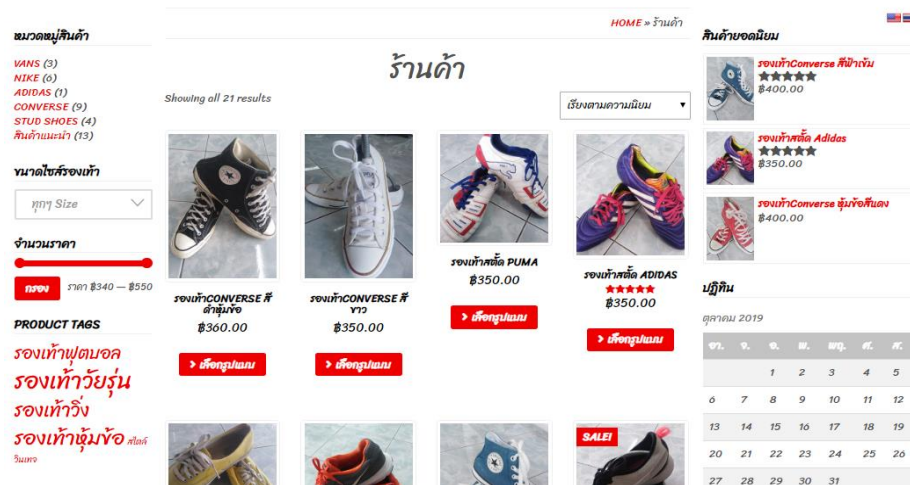 HOME » ร้านค้า
หมวดหมู่สินค้า
VANS (3)
NIKE (6)
ADIDAS (1)
CONVERSE (9)
STUD SHOES (4)
สินค้าแนะนำ (13)
ขนาดไซส์รองเท้า
ทุกๆ Size
จำนวนราคา
กรอง
ราคา ฿340 — ฿550
PRODUCT TAGS
รองเท้าฟุตบอล
รองเท้าวัยรุ่น
รองเท้าวิ่ง
รองเท้าหุ้มข้อ สไตล์
วินเทจ
ร้านค้า
Showing all 21 results
เรียงตามความนิยม
รองเท้าCONVERSE สี
ดำหุ้มข้อ
฿360.00
เลือกรูปแบบ
รองเท้าCONVERSE สี
ขาว
฿350.00
เลือกรูปแบบ
รองเท้าสตั๊ด PUMA
฿350.00
เลือกรูปแบบ
รองเท้าสตั๊ด ADIDAS
฿350.00
เลือกรูปแบบ
SALE!
สินค้ายอดนิยม
รองเท้าConverse สีฟ้าเข้ม
฿400.00
รองเท้าสตั๊ด Adidas
฿350.00
รองเท้าConverse หุ้มข้อสีแดง
฿400.00
ปฏิทิน
ตุลาคม 2019
อา. จ. อ. พ. พฤ. ศ. ส.
1 2 3 4 5
6 7 8 9 10 11 12
13 14 15 16 17 18 19
20 21 22 23 24 25 26
27 28 29 30 31